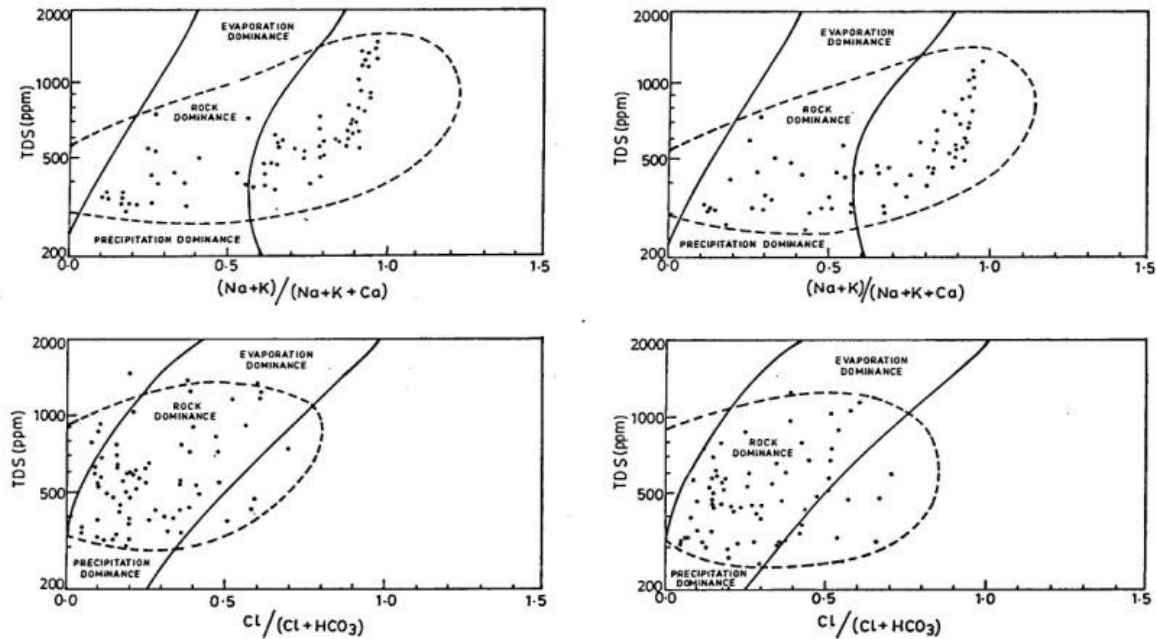 2000
EVAPORATION
DOMINANCE
1000
ROCK
DOMINANCE
TDS (ppm)
500
PRECIPITATION DOMINANCE
200
0·0
0·5
1·0
1·5
(Na+K)/(Na+K+Ca)
2000
EVAPORATION
DOMINANCE
1000
ROCK
DOMINANCE
TDS (ppm)
500
PRECIPITATION DOMINANCE
200
0·0
0·5
1·0
1·5
(Na+K)/(Na+K+Ca)
2000
EVAPORATION
DOMINANCE
1000
ROCK
DOMINANCE
TDS (ppm)
500
PRECIPITATION
DOMINANCE
200
0·0
0·5
1·0
1·5
Cl/(Cl+HCO₃)
2000
EVAPORATION
DOMINANCE
1000
ROCK
DOMINANCE
TDS (ppm)
500
PRECIPITATION
DOMINANCE
200
0·0
0·5
1·0
1·5
Cl/(Cl+HCO₃)